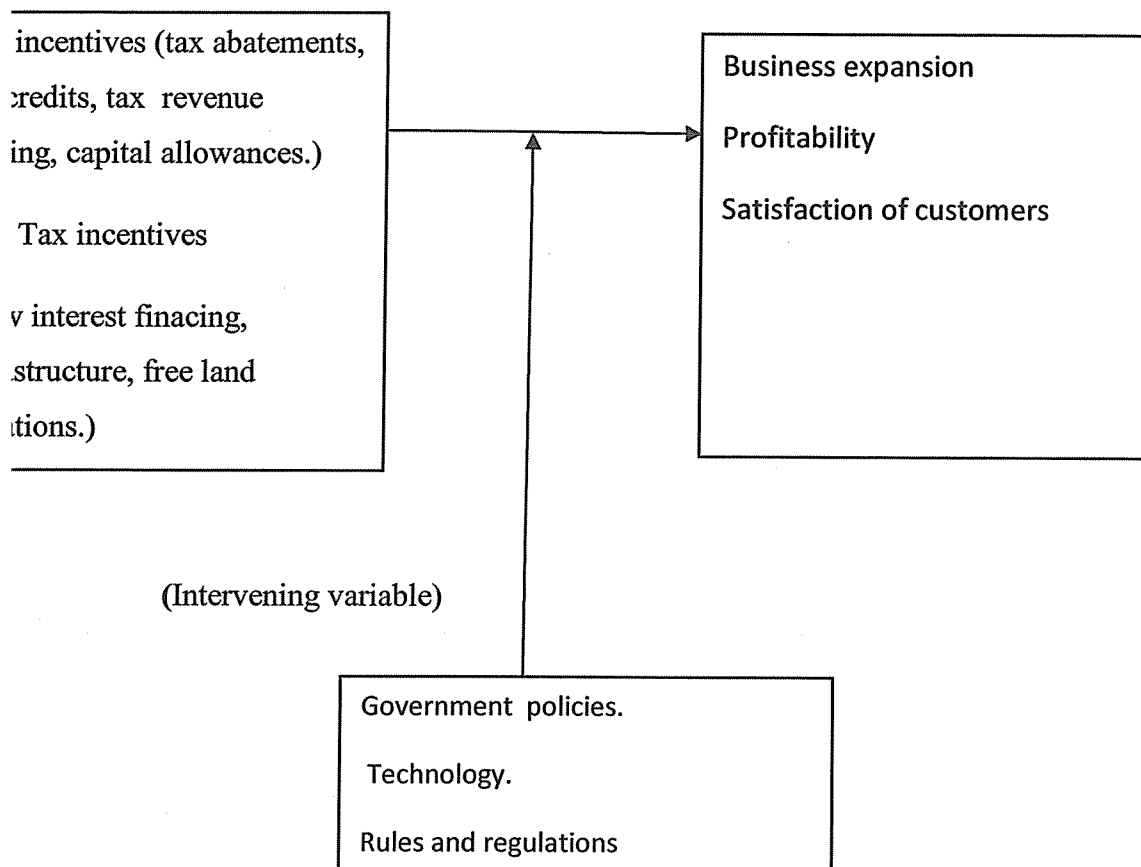 incentives (tax abatements,
credits, tax revenue
ing, capital allowances.)
Tax incentives
interest finacing,
structure, free land
tions.)
Business expansion
Profitability
Satisfaction of customers
(Intervening variable)
Government policies.
Technology.
Rules and regulations